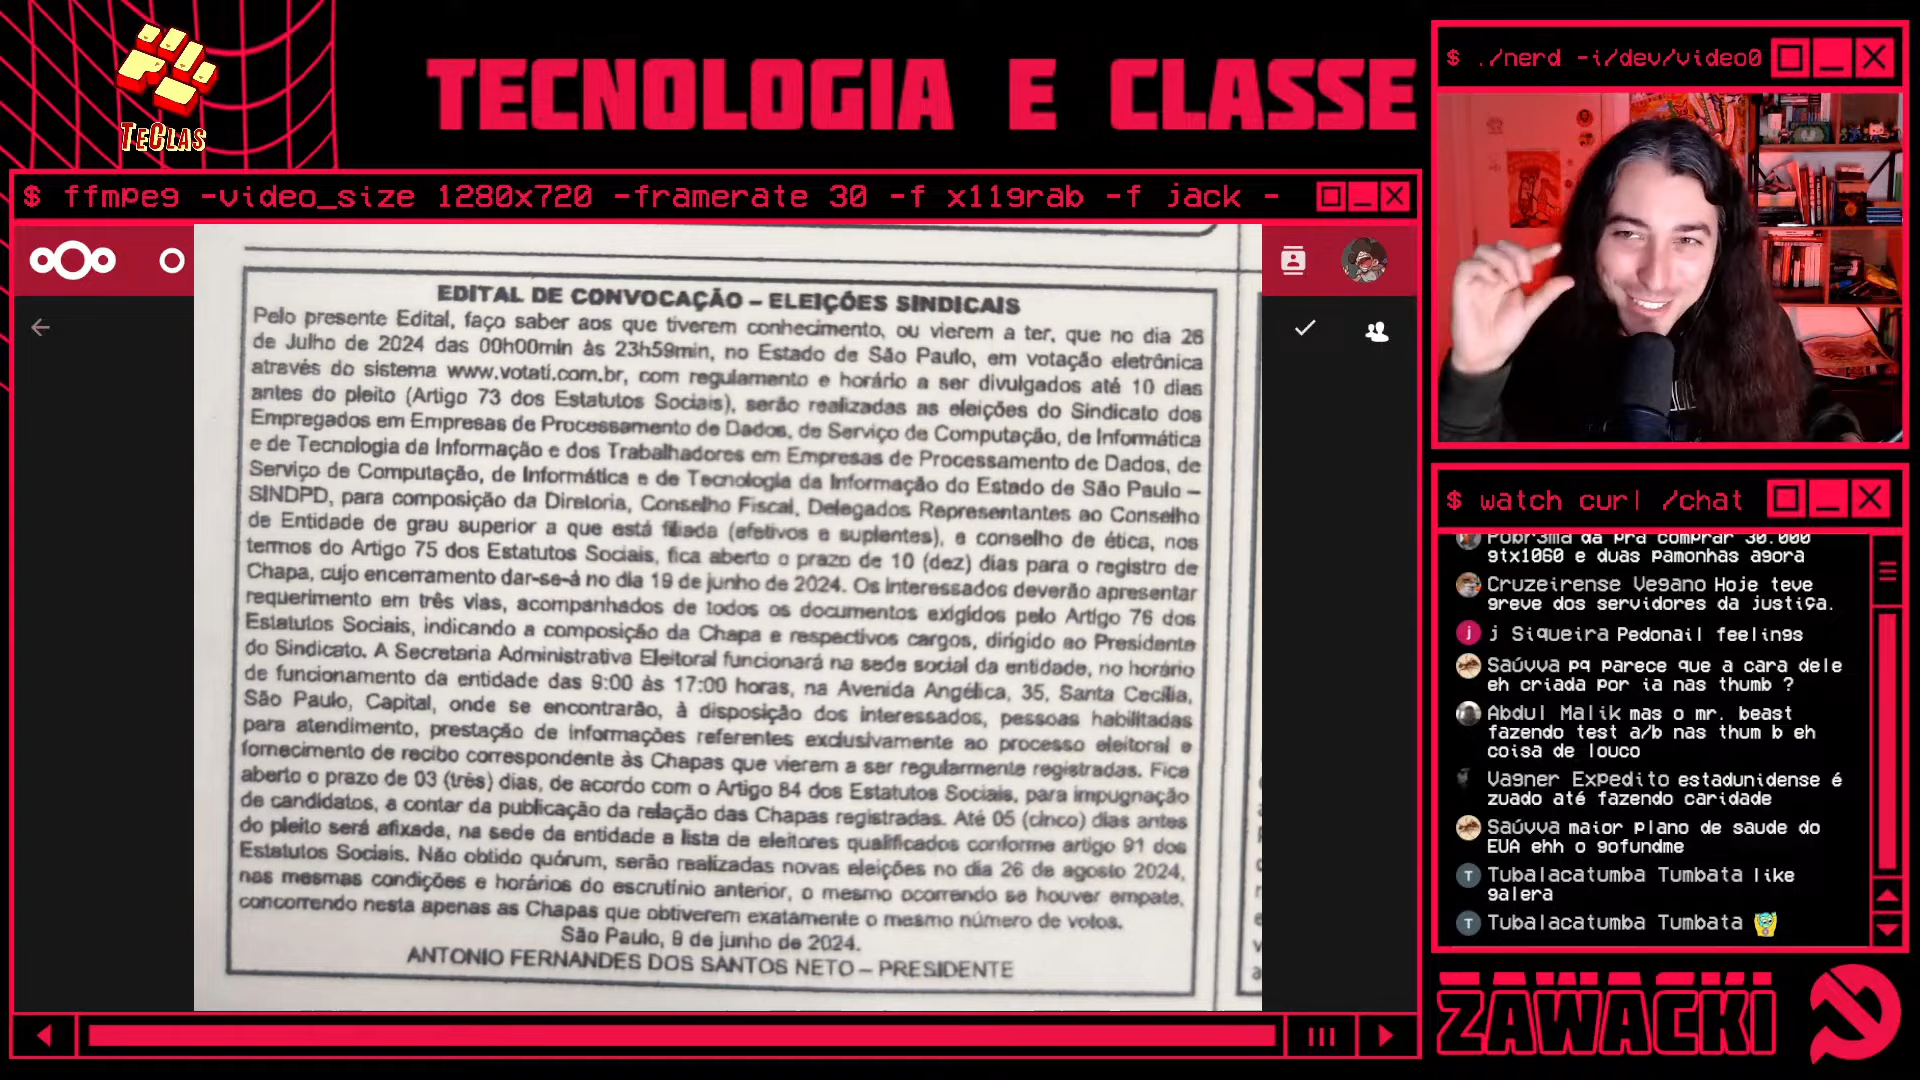 TECLAS
TECNOLOGIA E CLASSE
$ ffmpeg -video_size 1280x720 -framerate 30 -f x11grab -f jack -
EDITAL DE CONVOCAÇÃO – ELEIÇÕES SINDICAIS
Pelo presente Edital, faço saber aos que tiverem conhecimento, ou vierem a ter, que no dia 26
de Julho de 2024 das 00h00min às 23h59min, no Estado de São Paulo, em votação eletrônica
através do sistema www.votati.com.br, com regulamento e horário a ser divulgados até 10 dias
antes do pleito (Artigo 73 dos Estatutos Sociais), serão realizadas as eleições do Sindicato dos
Empregados em Empresas de Processamento de Dados, de Serviço de Computação, de Informática
e de Tecnologia da Informação e dos Trabalhadores em Empresas de Processamento de Dados, de
Serviço de Computação, de Informática e de Tecnologia da Informação do Estado de São Paulo –
SINDPD, para composição da Diretoria, Conselho Fiscal, Delegados Representantes ao Conselho
de Entidade de grau superior a que está filiada (efetivos e suplentes), e conselho de ética, nos
termos do Artigo 75 dos Estatutos Sociais, fica aberto o prazo de 10 (dez) dias para o registro de
Chapa, cujo encerramento dar-se-á no dia 19 de junho de 2024. Os interessados deverão apresentar
requerimento em três vias, acompanhados de todos os documentos exigidos pelo Artigo 76 dos
Estatutos Sociais, indicando a composição da Chapa e respectivos cargos, dirigido ao Presidente
do Sindicato. A Secretaria Administrativa Eleitoral funcionará na sede social da entidade, no horário
de funcionamento da entidade das 9:00 às 17:00 horas, na Avenida Angélica, 35, Santa Cecília,
São Paulo, Capital, onde se encontrarão, à disposição dos interessados, pessoas habilitadas
para atendimento, prestação de informações referentes exclusivamente ao processo eleitoral e
fornecimento de recibo correspondente às Chapas que vierem a ser regularmente registradas. Fica
aberto o prazo de 03 (três) dias, de acordo com o Artigo 84 dos Estatutos Sociais, para impugnação
de candidatos, a contar da publicação da relação das Chapas registradas. Até 05 (cinco) dias antes
do pleito será afixada, na sede da entidade a lista de eleitores qualificados conforme artigo 91 dos
Estatutos Sociais. Não obtido quórum, serão realizadas novas eleições no dia 26 de agosto 2024,
nas mesmas condições e horários do escrutínio anterior, o mesmo ocorrendo se houver empate,
concorrendo nesta apenas as Chapas que obtiverem exatamente o mesmo número de votos.
São Paulo, 9 de junho de 2024.
ANTONIO FERNANDES DOS SANTOS NETO – PRESIDENTE
$ ./nerd -i/dev/video0
$ watch curl /chat
Pobr3ma dá pra comprar 30.000
gtx1060 e duas pamonhas agora
Cruzeirense Vegano Hoje teve
greve dos servidores da justiça.
j Siqueira Pedonail feelings
Saúvva pq parece que a cara dele
eh criada por ia nas thumb ?
Abdul Malik mas o mr. beast
fazendo test a/b nas thum b eh
coisa de louco
Vagner Expedito estadunidense é
zuado até fazendo caridade
Saúvva maior plano de saude do
EUA ehh o gofundme
T Tubalacatumba Tumbata like
galera
T Tubalacatumba Tumbata
ZAWACKI